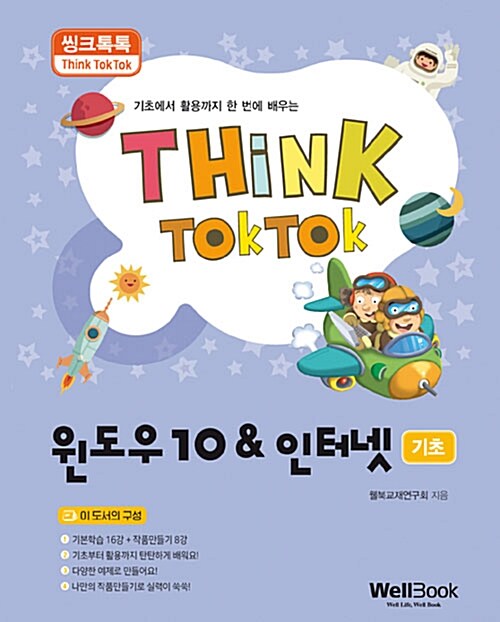 씽크톡톡
Think TokTok
기초에서 활용까지 한 번에 배우는
THiNK
TOkTOk
윈도우 10 & 인터넷 기초
웰북교재연구회 지음
이 도서의 구성
1 기본학습 16강 + 작품만들기 8강
2 기초부터 활용까지 탄탄하게 배워요!
3 다양한 예제로 만들어요!
4 나만의 작품만들기로 실력이 쑥쑥!
WellBook
Well Life, Well Book